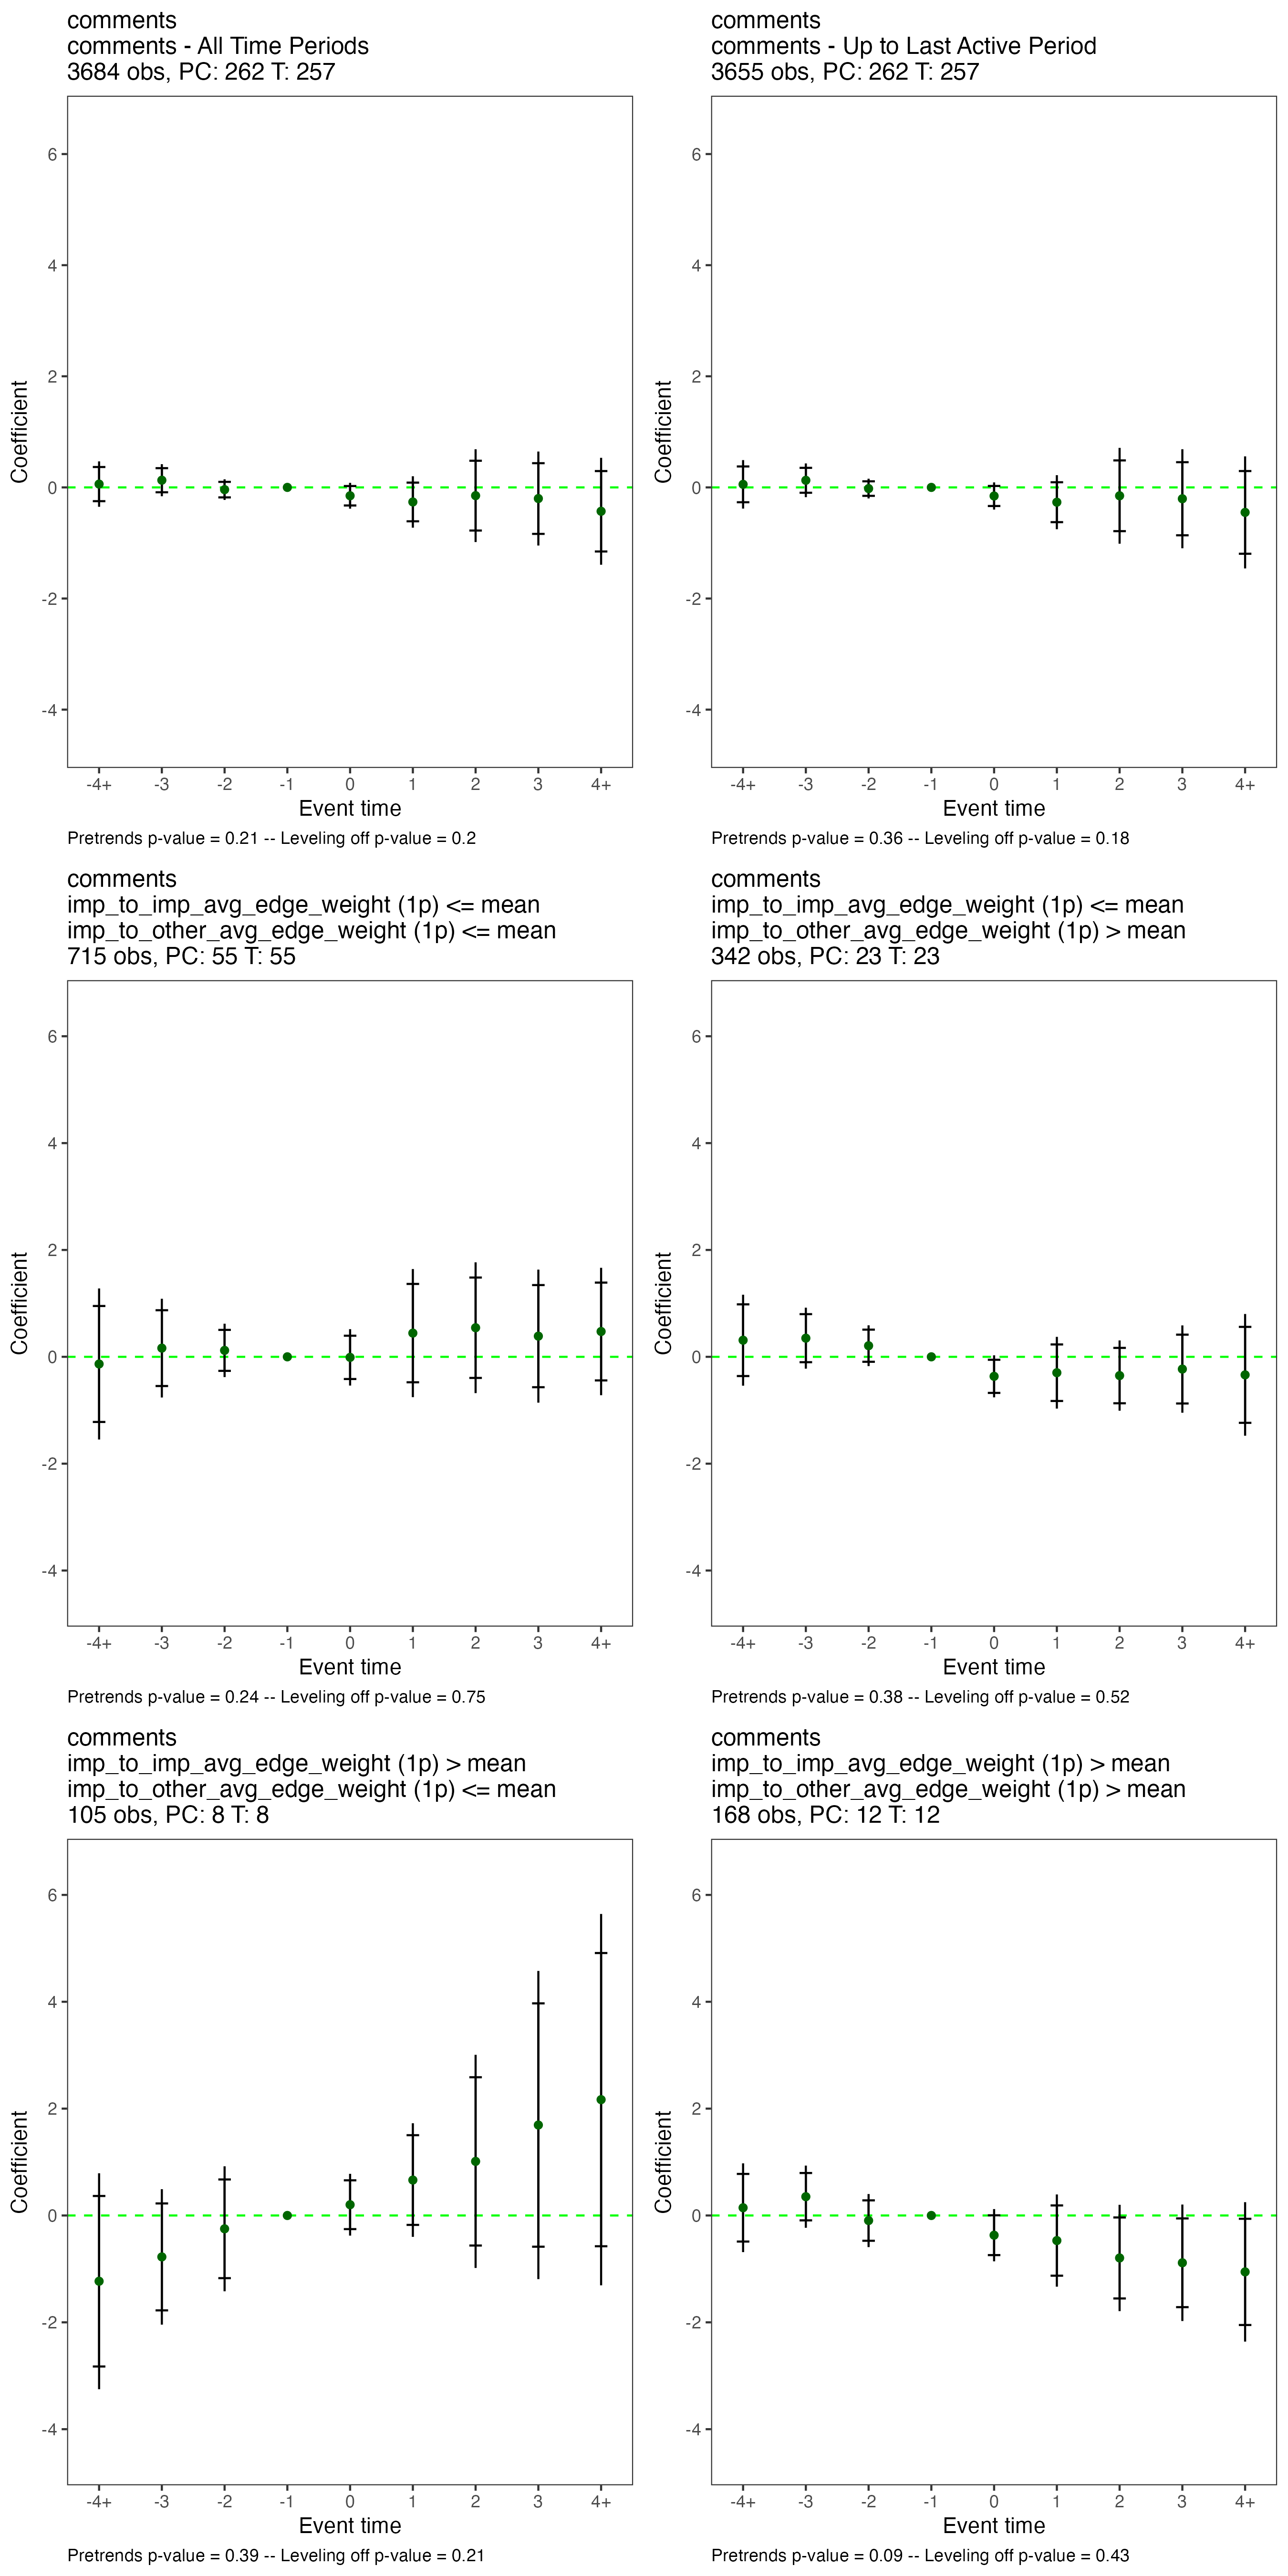 comments
comments - All Time Periods
3684 obs, PC: 262 T: 257
6
4
2
0
-2
-4
Coefficient
-4+ -3 -2 -1 0 1 2 3 4+
Event time
Pretrends p-value = 0.21 -- Leveling off p-value = 0.2
comments
comments - Up to Last Active Period
3655 obs, PC: 262 T: 257
6
4
2
0
-2
-4
Coefficient
-4+ -3 -2 -1 0 1 2 3 4+
Event time
Pretrends p-value = 0.36 -- Leveling off p-value = 0.18
comments
imp_to_imp_avg_edge_weight (1p) <= mean
imp_to_other_avg_edge_weight (1p) <= mean
715 obs, PC: 55 T: 55
6
4
2
0
-2
-4
Coefficient
-4+ -3 -2 -1 0 1 2 3 4+
Event time
Pretrends p-value = 0.24 -- Leveling off p-value = 0.75
comments
imp_to_imp_avg_edge_weight (1p) <= mean
imp_to_other_avg_edge_weight (1p) > mean
342 obs, PC: 23 T: 23
6
4
2
0
-2
-4
Coefficient
-4+ -3 -2 -1 0 1 2 3 4+
Event time
Pretrends p-value = 0.38 -- Leveling off p-value = 0.52
comments
imp_to_imp_avg_edge_weight (1p) > mean
imp_to_other_avg_edge_weight (1p) <= mean
105 obs, PC: 8 T: 8
6
4
2
0
-2
-4
Coefficient
-4+ -3 -2 -1 0 1 2 3 4+
Event time
Pretrends p-value = 0.39 -- Leveling off p-value = 0.21
comments
imp_to_imp_avg_edge_weight (1p) > mean
imp_to_other_avg_edge_weight (1p) > mean
168 obs, PC: 12 T: 12
6
4
2
0
-2
-4
Coefficient
-4+ -3 -2 -1 0 1 2 3 4+
Event time
Pretrends p-value = 0.09 -- Leveling off p-value = 0.43